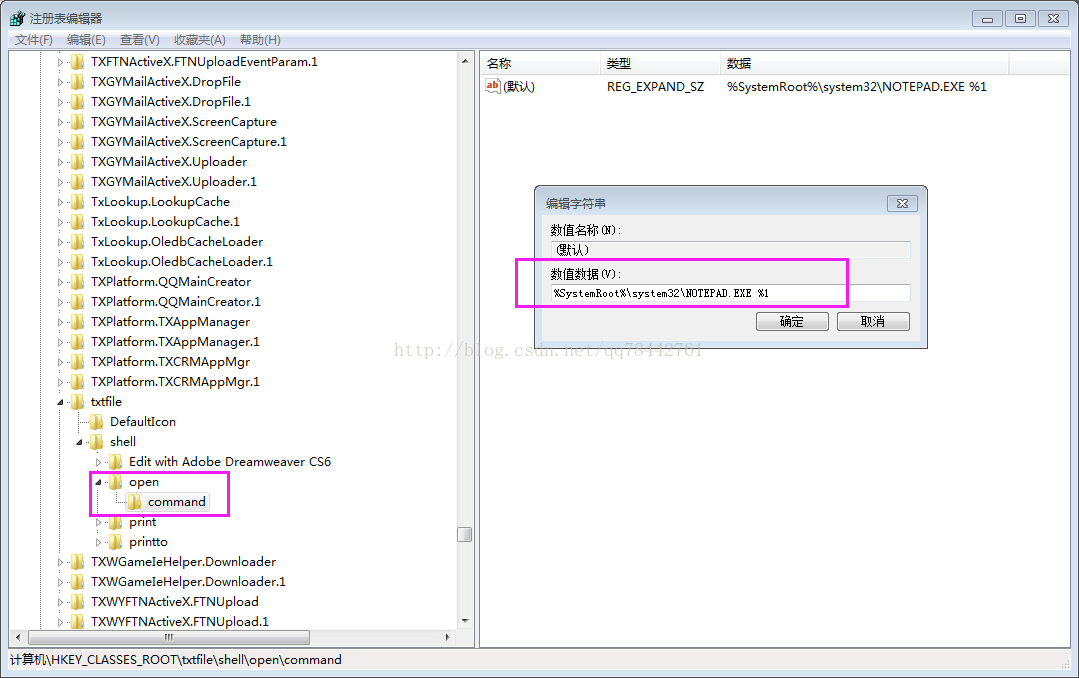 注册表编辑器
文件(F) 编辑(E) 查看(V) 收藏夹(A) 帮助(H)
TXFTNActiveX.FTNUploadEventParam.1
TXGYMailActiveX.DropFile
TXGYMailActiveX.DropFile.1
TXGYMailActiveX.ScreenCapture
TXGYMailActiveX.ScreenCapture.1
TXGYMailActiveX.Uploader
TXGYMailActiveX.Uploader.1
TxLookup.LookupCache
TxLookup.LookupCache.1
TxLookup.OledbCacheLoader
TxLookup.OledbCacheLoader.1
TXPlatform.QQMainCreator
TXPlatform.QQMainCreator.1
TXPlatform.TXAppManager
TXPlatform.TXAppManager.1
TXPlatform.TXCRMAppMgr
TXPlatform.TXCRMAppMgr.1
txtfile
DefaultIcon
shell
Edit with Adobe Dreamweaver CS6
open
command
print
printto
TXWGameIeHelper.Downloader
TXWGameIeHelper.Downloader.1
TXWYFTNActiveX.FTNUpload
TXWYFTNActiveX.FTNUpload.1
名称 类型 数据
ab (默认) REG_EXPAND_SZ %SystemRoot%\system32\NOTEPAD.EXE %1
编辑字符串
数值名称(N):
(默认)
数值数据(V):
%SystemRoot%\system32\NOTEPAD.EXE %1
确定 取消
http://blog.csdn.net/qq78442761
计算机\HKEY_CLASSES_ROOT\txtfile\shell\open\command